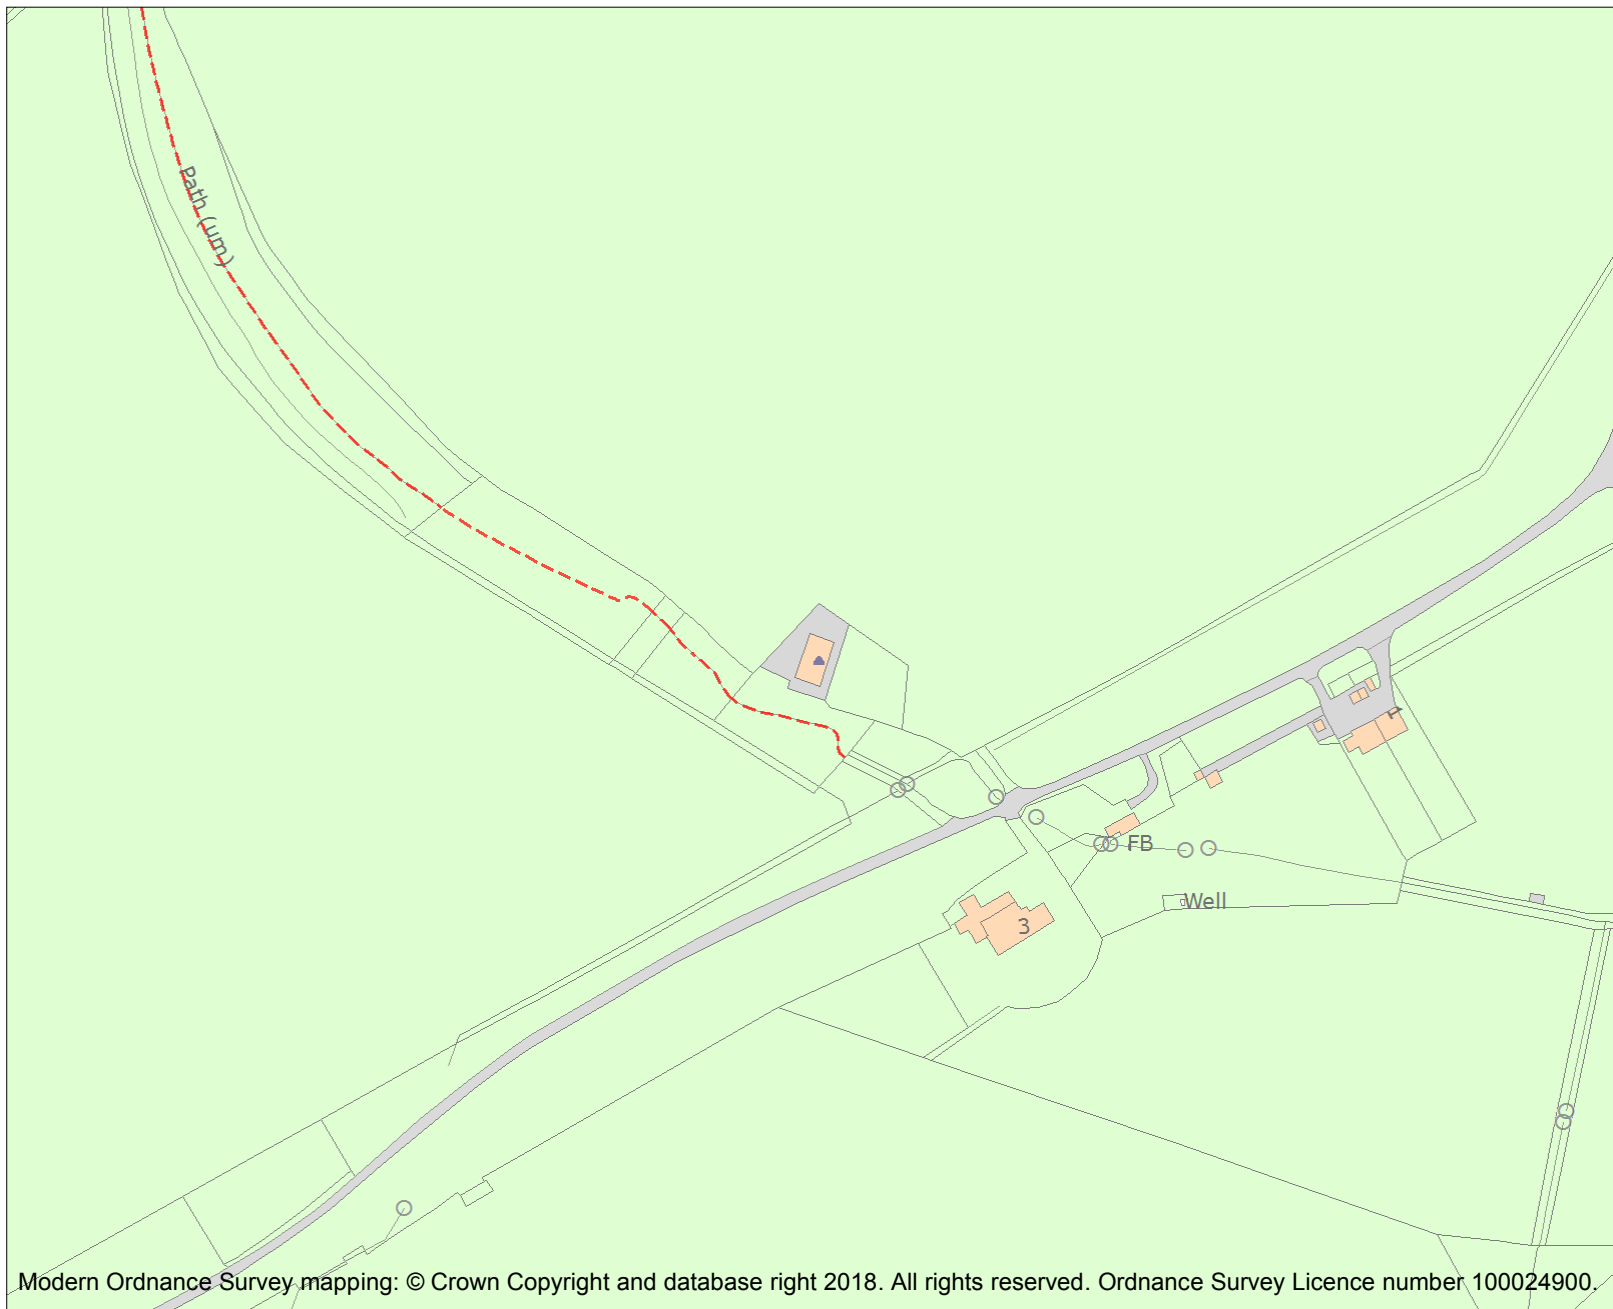 Path (um)
FB
Well
3
Modern Ordnance Survey mapping: © Crown Copyright and database right 2018. All rights reserved. Ordnance Survey Licence number 100024900.